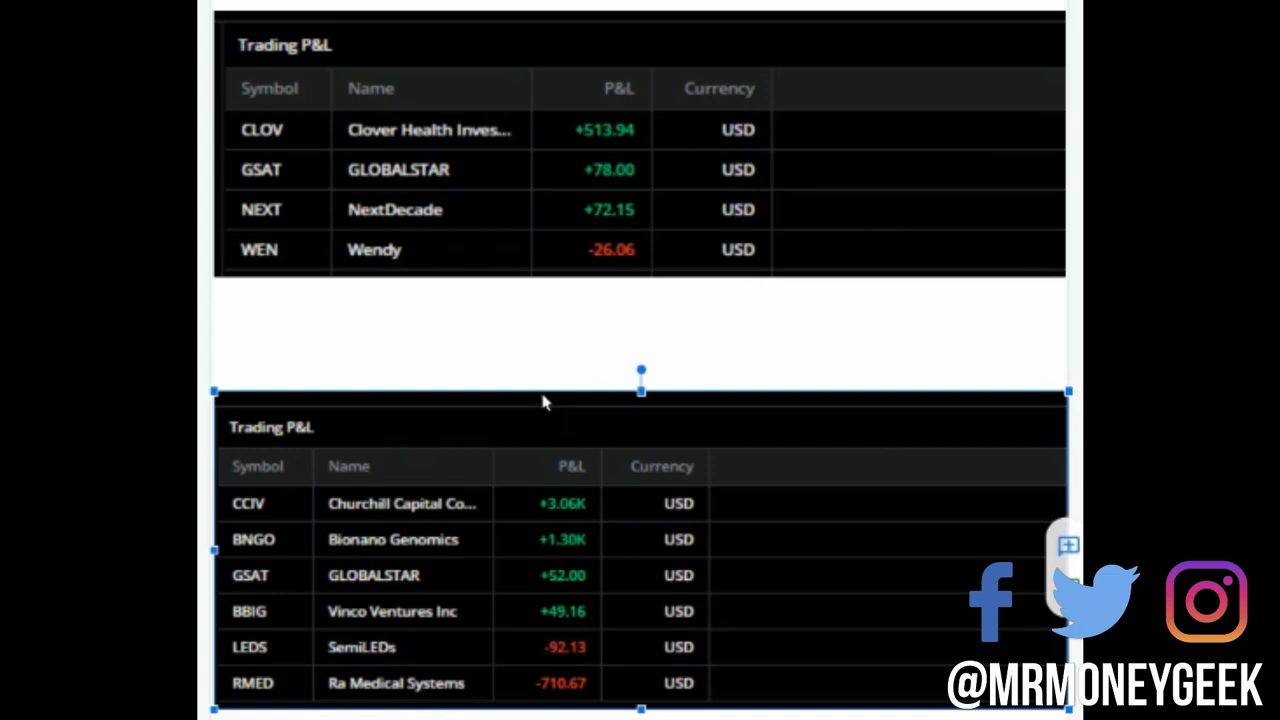 Trading P&L
Symbol Name P&L Currency
CLOV Clover Health Inves... +513.94 USD
GSAT GLOBALSTAR +78.00 USD
NEXT NextDecade +72.15 USD
WEN Wendy -26.06 USD
Trading P&L
Symbol Name P&L Currency
CCIV Churchill Capital Co... +3.06K USD
BNGO Bionano Genomics +1.30K USD
GSAT GLOBALSTAR +52.00 USD
BBIG Vinco Ventures Inc +49.16 USD
LEDS SemiLEDs -92.13 USD
RMED Ra Medical Systems -710.67 USD
@MRMONEYGEEK